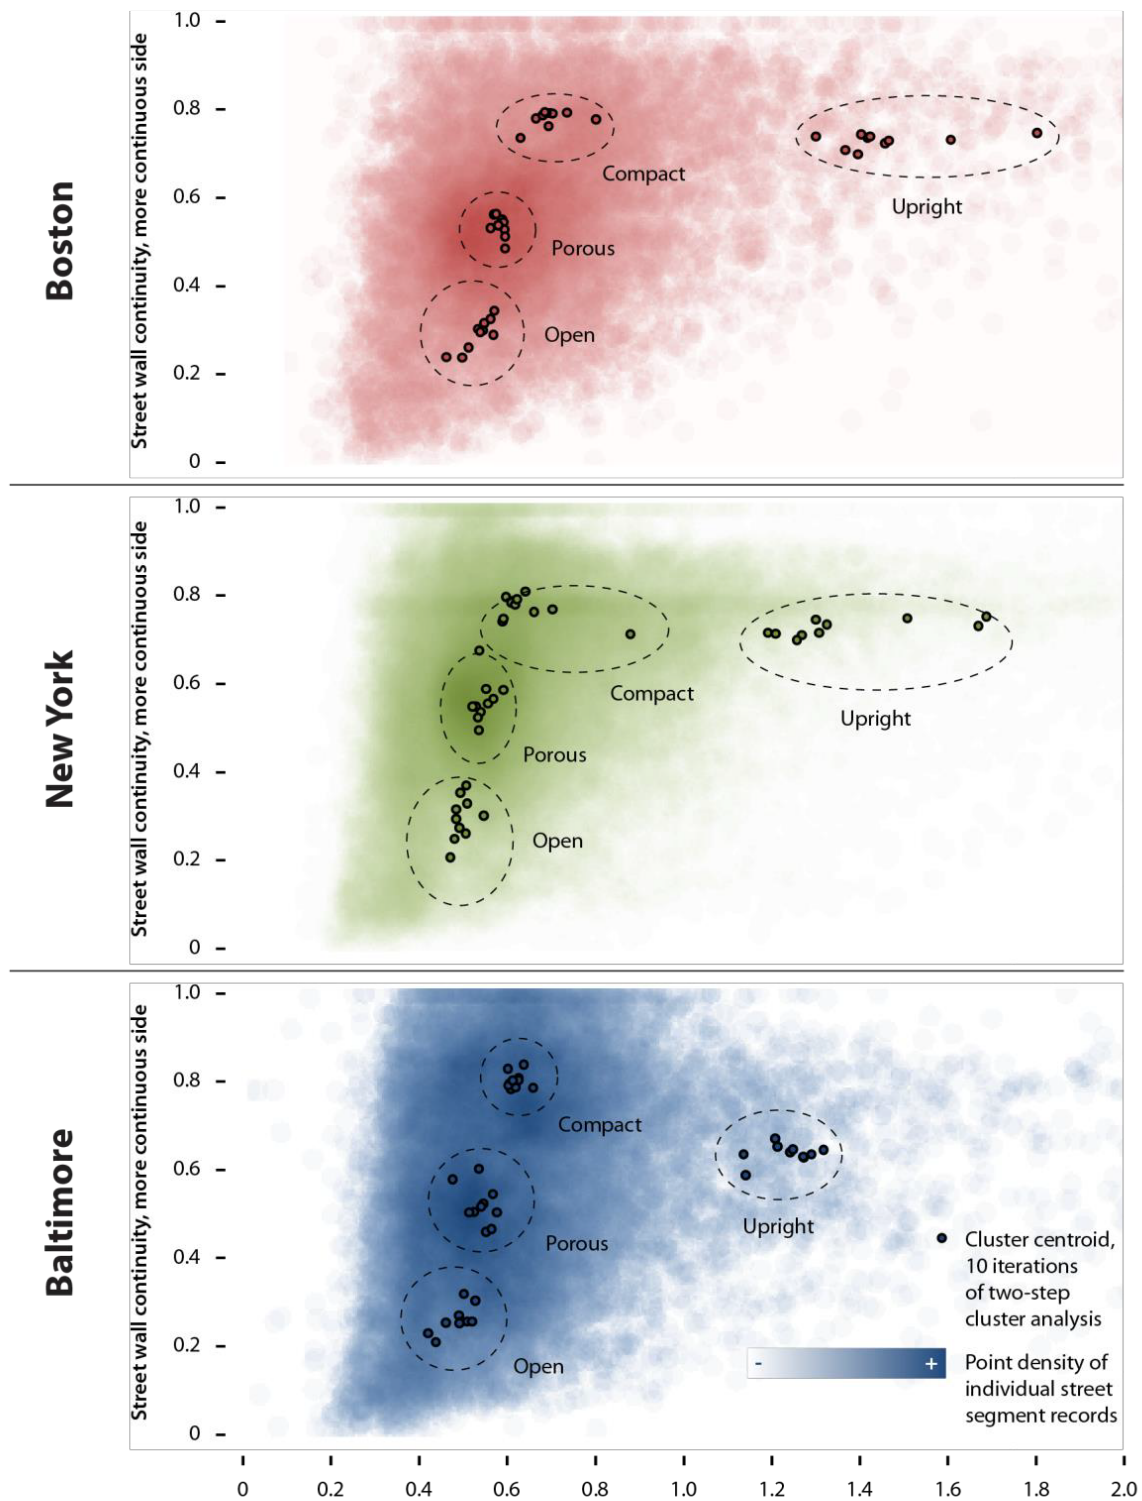 Boston
Street wall continuity, more continuous side
1.0
0.8
0.6
0.4
0.2
0
Compact
Upright
Porous
Open
New York
Street wall continuity, more continuous side
1.0
0.8
0.6
0.4
0.2
0
Compact
Upright
Porous
Open
Baltimore
Street wall continuity, more continuous side
1.0
0.8
0.6
0.4
0.2
0
Compact
Upright
Porous
Open
Cluster centroid,
10 iterations
of two-step
cluster analysis
- +
Point density of
individual street
segment records
0 0.2 0.4 0.6 0.8 1.0 1.2 1.4 1.6 1.8 2.0